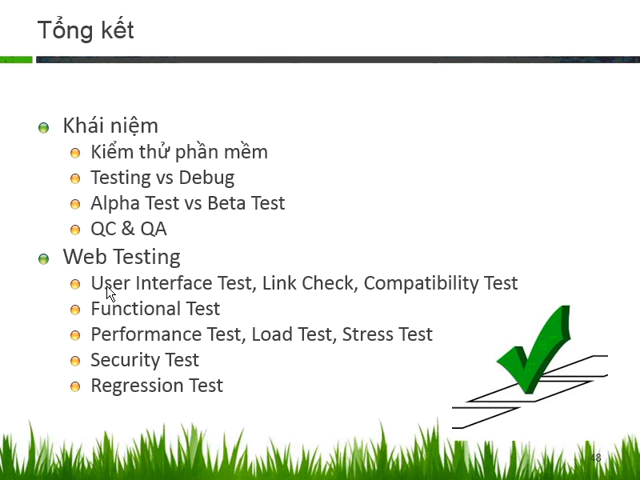 Tổng kết
Khái niệm
Kiểm thử phần mềm
Testing vs Debug
Alpha Test vs Beta Test
QC & QA
Web Testing
User Interface Test, Link Check, Compatibility Test
Functional Test
Performance Test, Load Test, Stress Test
Security Test
Regression Test
48